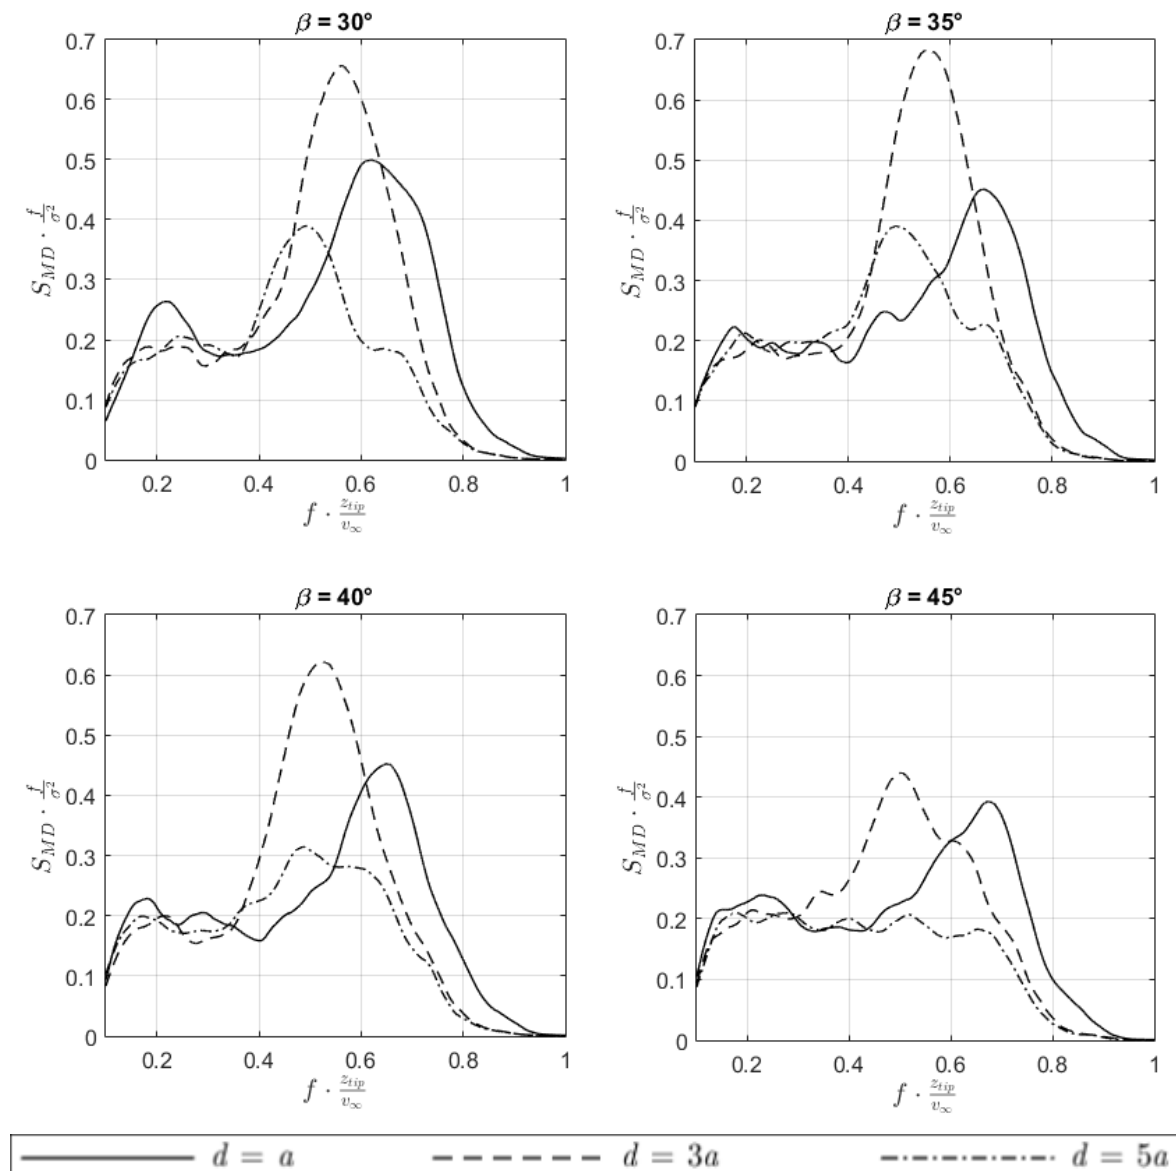 β = 30°
0.7
0.6
0.5
0.4
0.3
0.2
0.1
0
S_MD · f/σ²
0.2 0.4 0.6 0.8 1
f · z_tip/v_∞
β = 35°
0.7
0.6
0.5
0.4
0.3
0.2
0.1
0
S_MD · f/σ²
0.2 0.4 0.6 0.8 1
f · z_tip/v_∞
β = 40°
0.7
0.6
0.5
0.4
0.3
0.2
0.1
0
S_MD · f/σ²
0.2 0.4 0.6 0.8 1
f · z_tip/v_∞
β = 45°
0.7
0.6
0.5
0.4
0.3
0.2
0.1
0
S_MD · f/σ²
0.2 0.4 0.6 0.8 1
f · z_tip/v_∞
d = a d = 3a d = 5a